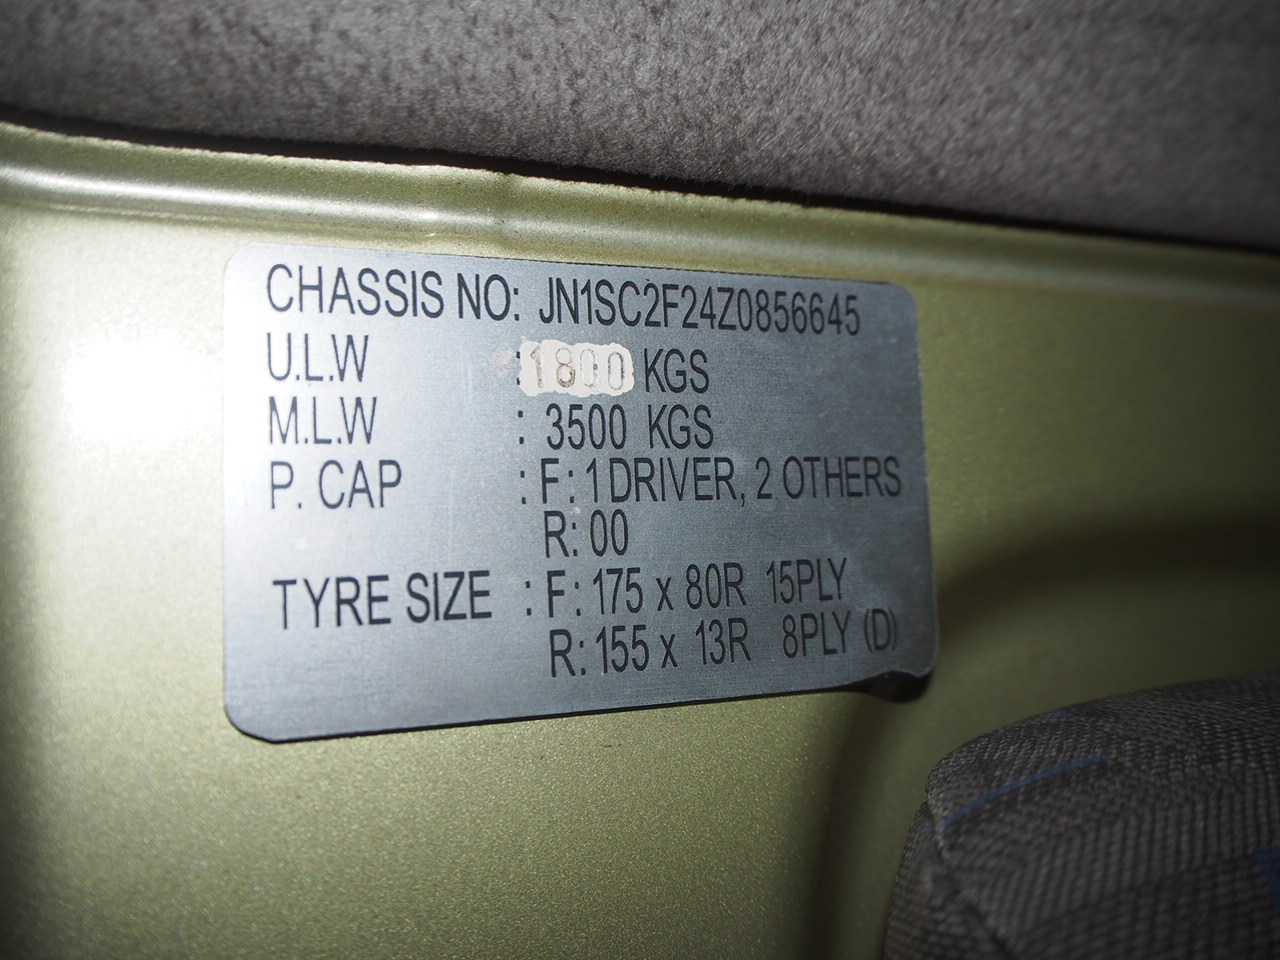 CHASSIS NO: JN1SC2F24Z0856645
U.L.W : 1800 KGS
M.L.W : 3500 KGS
P. CAP : F: 1 DRIVER, 2 OTHERS
R: 00
TYRE SIZE : F: 175 x 80R 15PLY
R: 155 x 13R 8PLY (D)